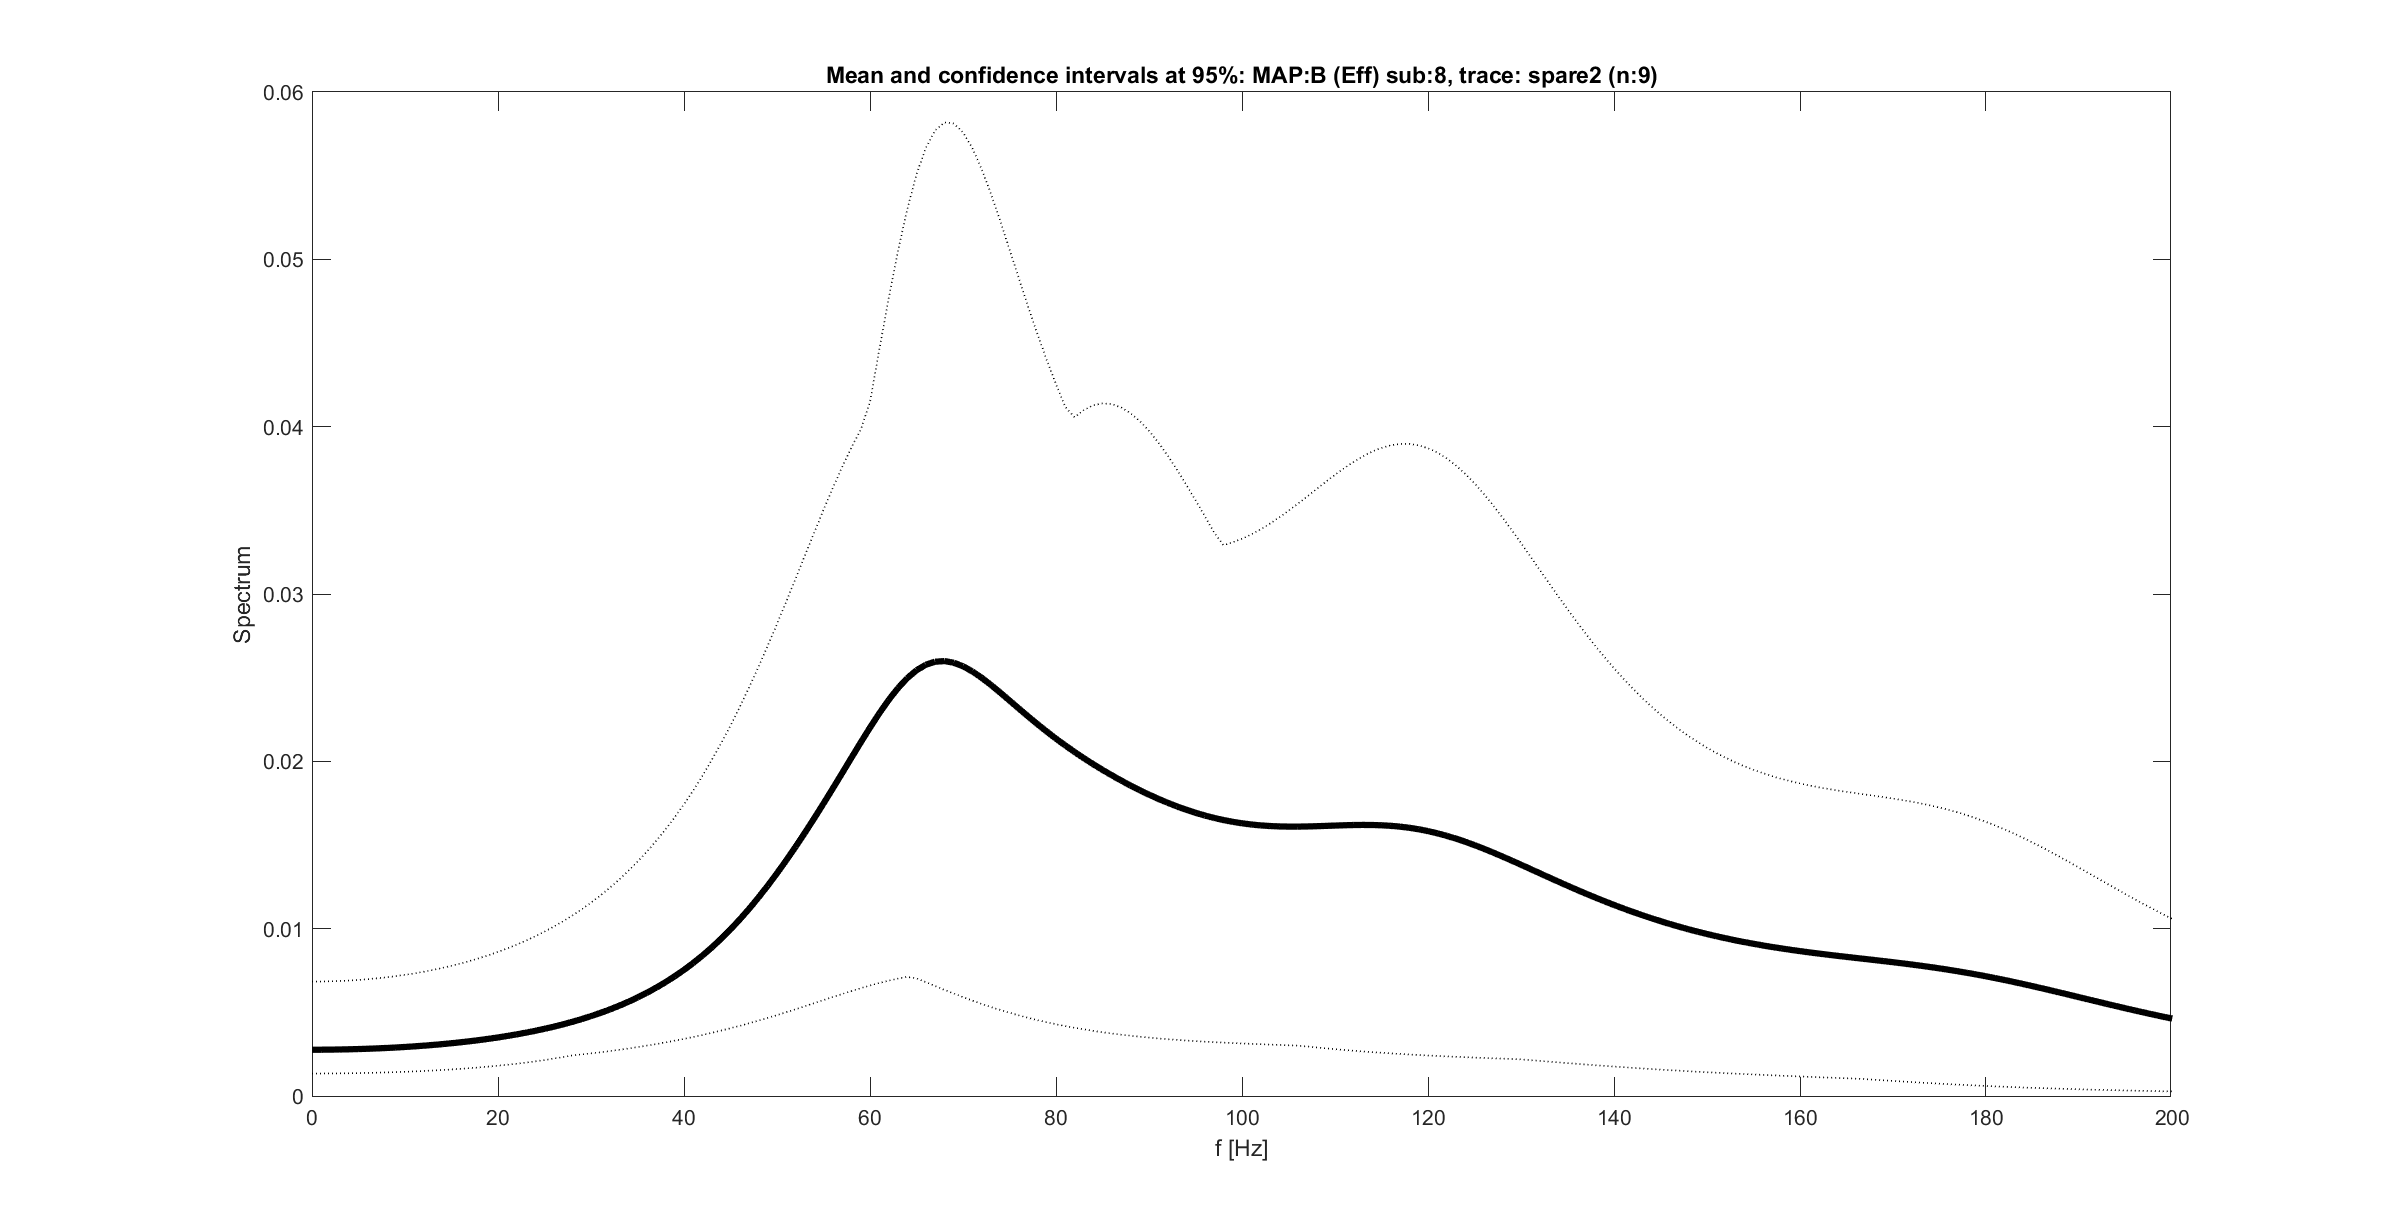 Mean and confidence intervals at 95%: MAP:B (Eff) sub:8, trace: spare2 (n:9)
0.06
0.05
0.04
0.03
0.02
0.01
0
Spectrum
0 20 40 60 80 100 120 140 160 180 200
f [Hz]